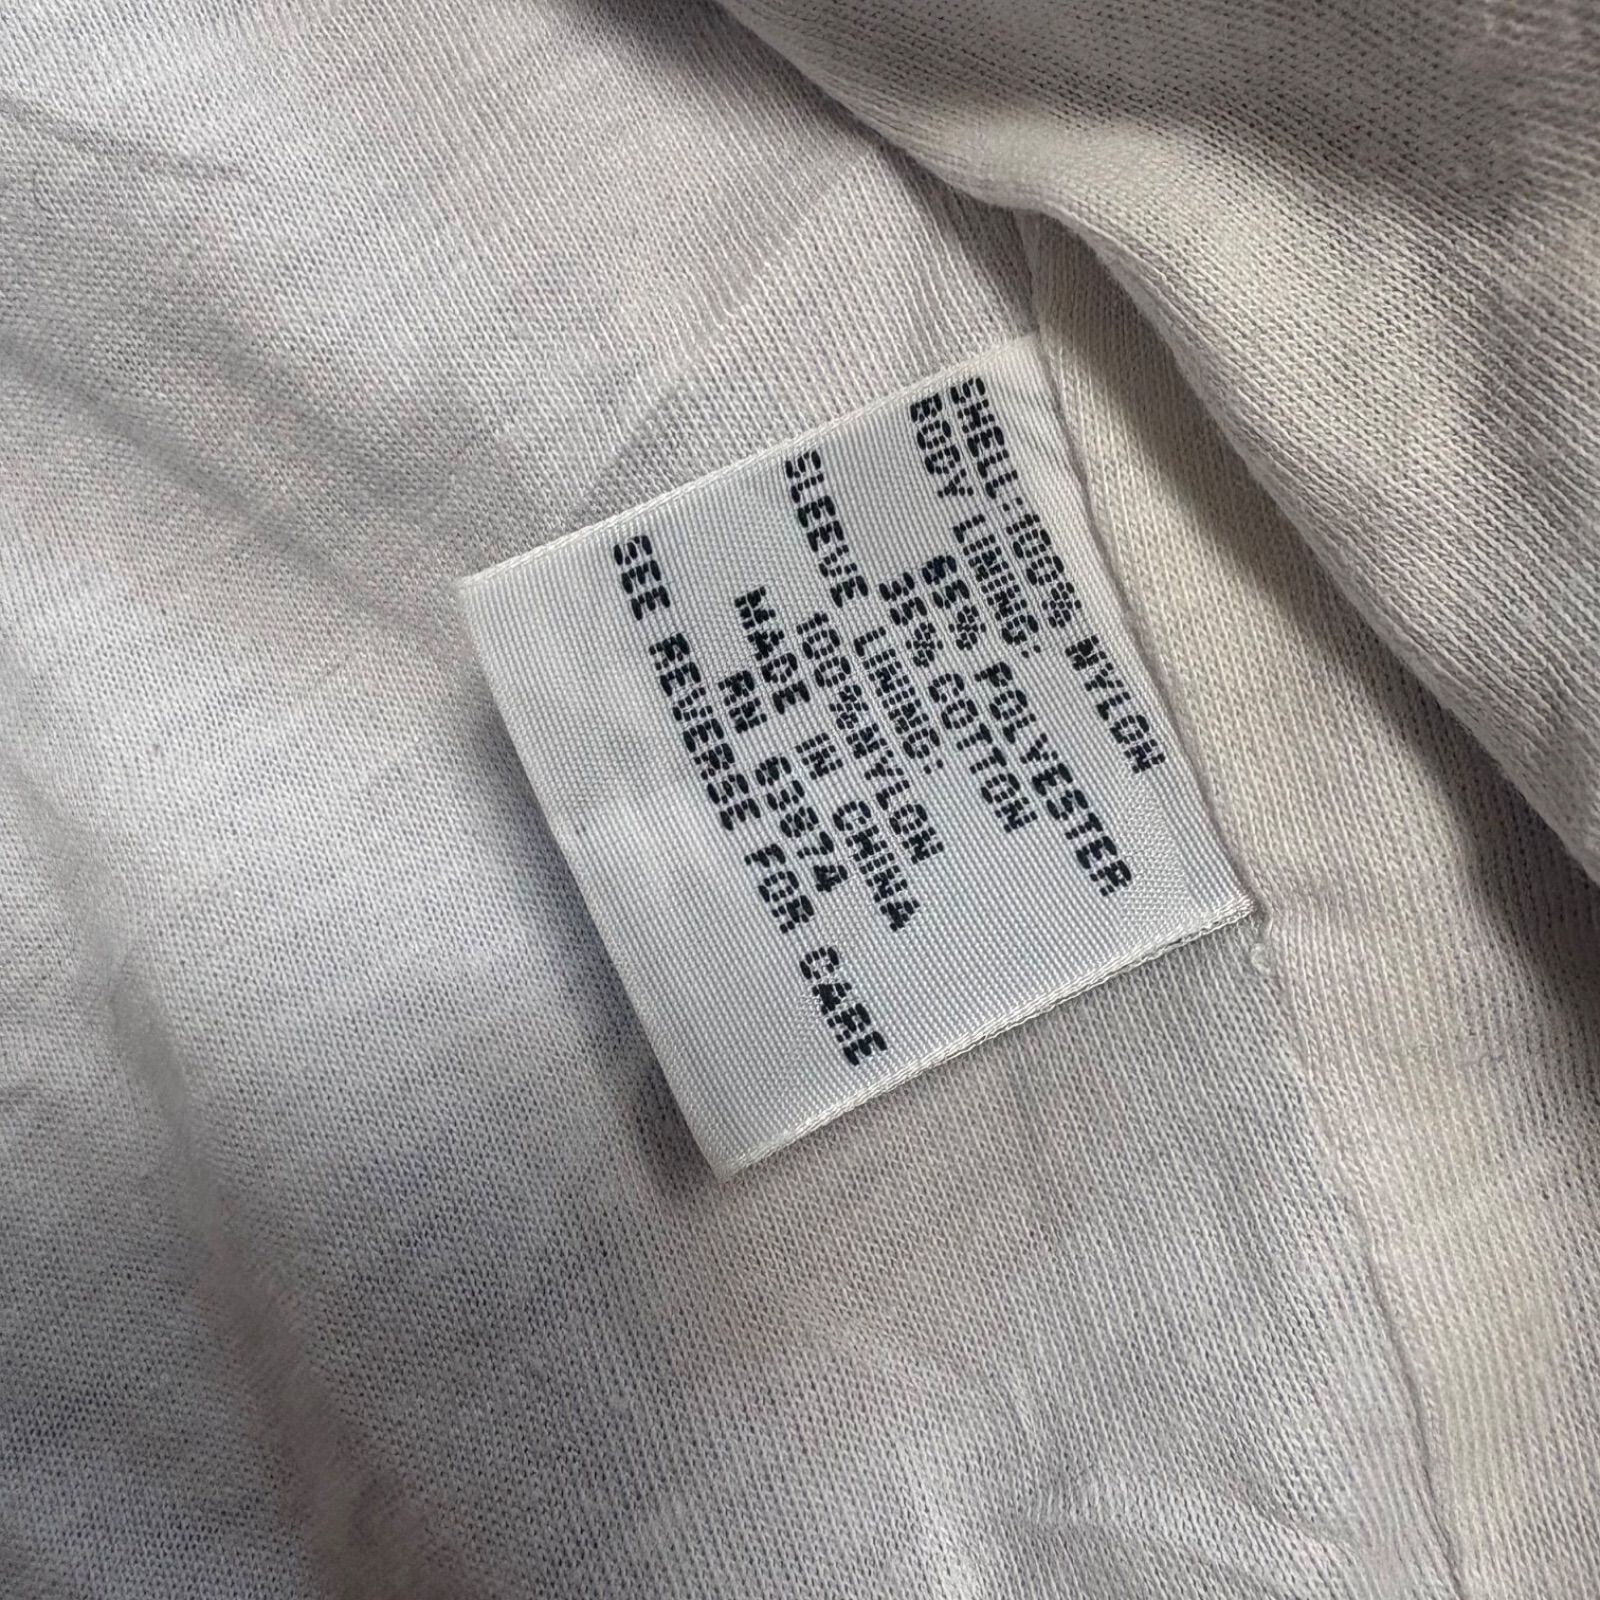 SHELL:100% NYLON
BODY LINING:
65% POLYESTER
35% COTTON
SLEEVE LINING:
100%NYLON
MADE IN CHINA
RN 63974
SEE REVERSE FOR CARE